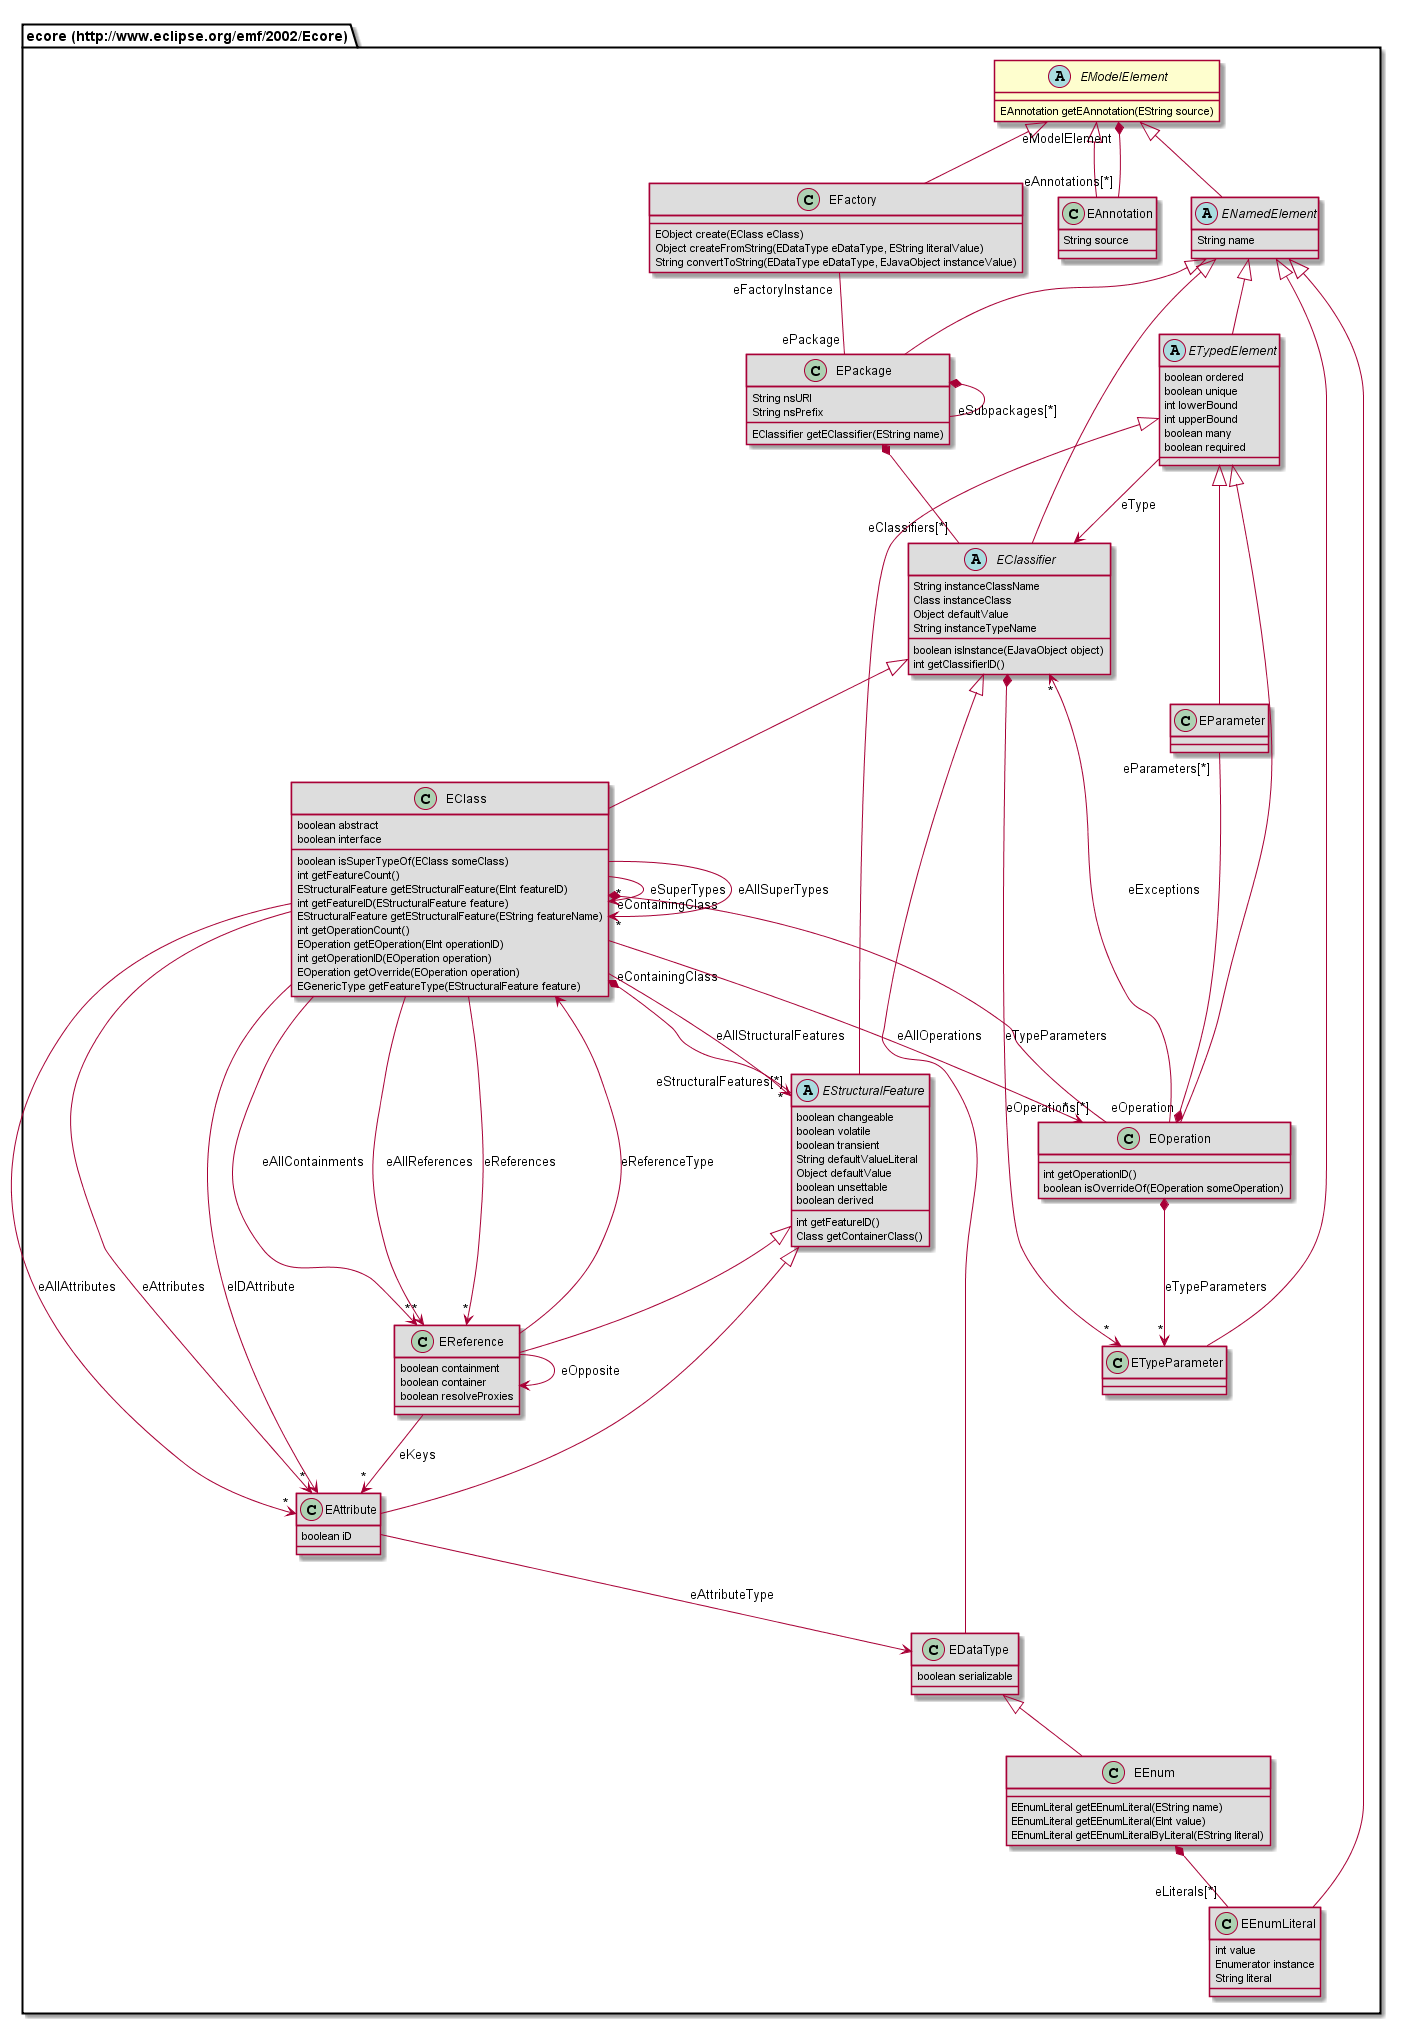 ecore (http://www.eclipse.org/emf/2002/Ecore)
A EModelElement
EAnnotation getEAnnotation(EString source)
eModelElement
eAnnotations[*]
C EFactory
EObject create(EClass eClass)
Object createFromString(EDataType eDataType, EString literalValue)
String convertToString(EDataType eDataType, EJavaObject instanceValue)
C EAnnotation
String source
A ENamedElement
String name
eFactoryInstance
ePackage
C EPackage
String nsURI
String nsPrefix
EClassifier getEClassifier(EString name)
eSubpackages[*]
A ETypedElement
boolean ordered
boolean unique
int lowerBound
int upperBound
boolean many
boolean required
eType
eClassifiers[*]
A EClassifier
String instanceClassName
Class instanceClass
Object defaultValue
String instanceTypeName
boolean isInstance(EJavaObject object)
int getClassifierID()
*
C EParameter
eParameters[*]
C EClass
boolean abstract
boolean interface
boolean isSuperTypeOf(EClass someClass)
int getFeatureCount()
EStructuralFeature getEStructuralFeature(EInt featureID)
int getFeatureID(EStructuralFeature feature)
EStructuralFeature getEStructuralFeature(EString featureName)
int getOperationCount()
EOperation getEOperation(EInt operationID)
int getOperationID(EOperation operation)
EOperation getOverride(EOperation operation)
EGenericType getFeatureType(EStructuralFeature feature)
*
eSuperTypes
eAllSuperTypes
eContainingClass
*
eExceptions
eContainingClass
eAllStructuralFeatures
eAllOperations
eTypeParameters
eStructuralFeatures[*]
*
eOperations[*]
*
eOperation
A EStructuralFeature
boolean changeable
boolean volatile
boolean transient
String defaultValueLiteral
Object defaultValue
boolean unsettable
boolean derived
int getFeatureID()
Class getContainerClass()
C EOperation
int getOperationID()
boolean isOverrideOf(EOperation someOperation)
eAllContainments
eAllReferences
eReferences
eReferenceType
eAllAttributes
eAttributes
eIDAttribute
eTypeParameters
*
*
*
*
*
C EReference
boolean containment
boolean container
boolean resolveProxies
eOpposite
C ETypeParameter
eKeys
*
*
*
C EAttribute
boolean iD
eAttributeType
C EDataType
boolean serializable
C EEnum
EEnumLiteral getEEnumLiteral(EString name)
EEnumLiteral getEEnumLiteral(EInt value)
EEnumLiteral getEEnumLiteralByLiteral(EString literal)
eLiterals[*]
C EEnumLiteral
int value
Enumerator instance
String literal